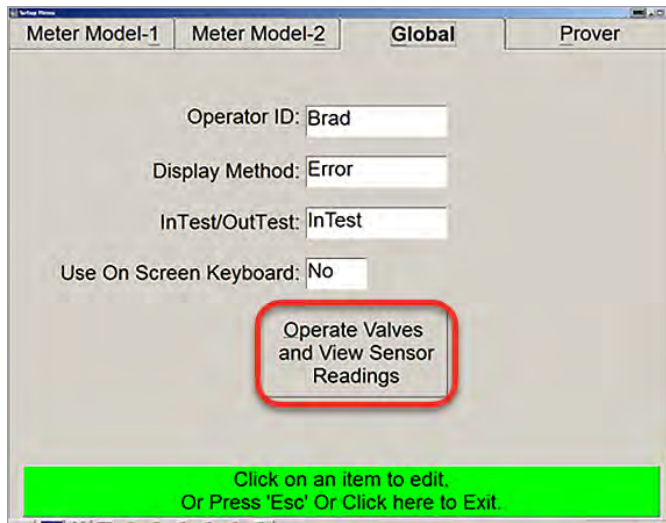 Setup Menu
Meter Model-1 Meter Model-2 Global Prover
Operator ID: Brad
Display Method: Error
InTest/OutTest: InTest
Use On Screen Keyboard: No
Operate Valves
and View Sensor
Readings
Click on an item to edit,
Or Press 'Esc' Or Click here to Exit.